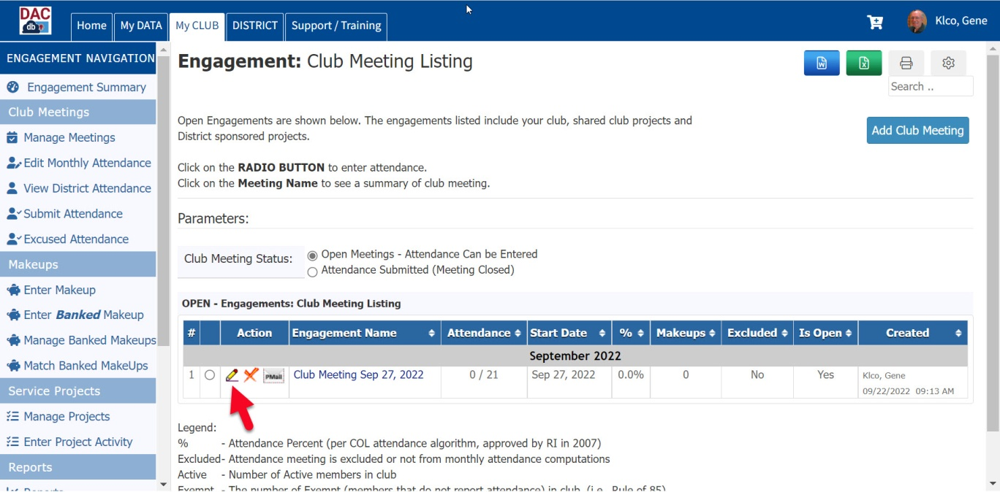 DAC
db
Home
My DATA
My CLUB
DISTRICT
Support / Training
Klco, Gene
ENGAGEMENT NAVIGATION
Engagement Summary
Club Meetings
Manage Meetings
Edit Monthly Attendance
View District Attendance
Submit Attendance
Excused Attendance
Makeups
Enter Makeup
Enter Banked Makeup
Manage Banked Makeups
Match Banked MakeUps
Service Projects
Manage Projects
Enter Project Activity
Reports
Reports
Engagement: Club Meeting Listing
Search ..
Open Engagements are shown below. The engagements listed include your club, shared club projects and
District sponsored projects.
Add Club Meeting
Click on the RADIO BUTTON to enter attendance.
Click on the Meeting Name to see a summary of club meeting.
Parameters:
Club Meeting Status:
Open Meetings - Attendance Can be Entered
Attendance Submitted (Meeting Closed)
OPEN - Engagements: Club Meeting Listing
# Action Engagement Name Attendance Start Date % Makeups Excluded Is Open Created
September 2022
1 PMail Club Meeting Sep 27, 2022 0 / 21 Sep 27, 2022 0.0% 0 No Yes Klco, Gene
09/22/2022 09:13 AM
Legend:
% - Attendance Percent (per COL attendance algorithm, approved by RI in 2007)
Excluded- Attendance meeting is excluded or not from monthly attendance computations
Active - Number of Active members in club
Exempt - The number of Exempt (members that do not report attendance) in club. (i.e., Rule of 85)